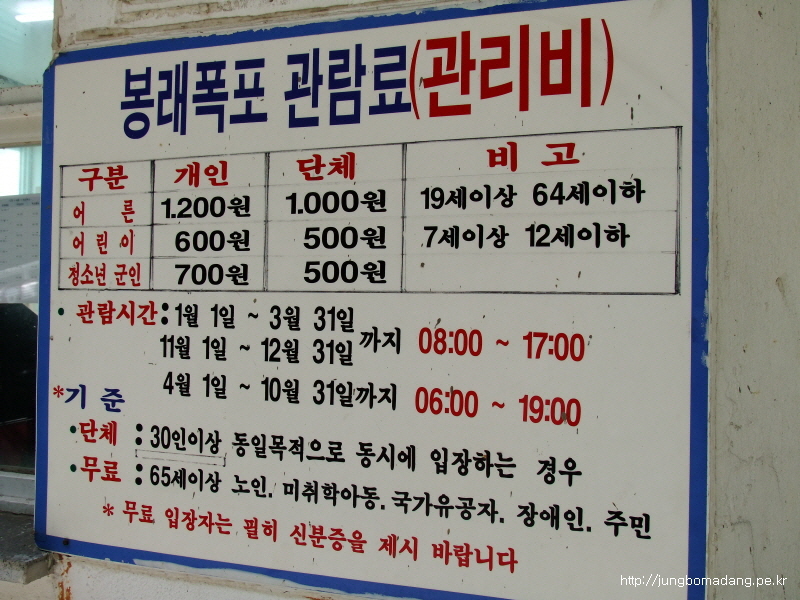 봉래폭포 관람료(관리비)
구분 개인 단체 비고
어른 1.200원 1.000원 19세이상 64세이하
어린이 600원 500원 7세이상 12세이하
청소년 군인 700원 500원
• 관람시간 : 1월 1일 ~ 3월 31일
11월 1일 ~ 12월 31일 까지 08:00 ~ 17:00
4월 1일 ~ 10월 31일까지 06:00 ~ 19:00
*기 준
• 단체 : 30인이상 동일목적으로 동시에 입장하는 경우
• 무료 : 65세이상 노인. 미취학아동. 국가유공자. 장애인. 주민
* 무료 입장자는 필히 신분증을 제시 바랍니다
http://jungbomadang.pe.kr